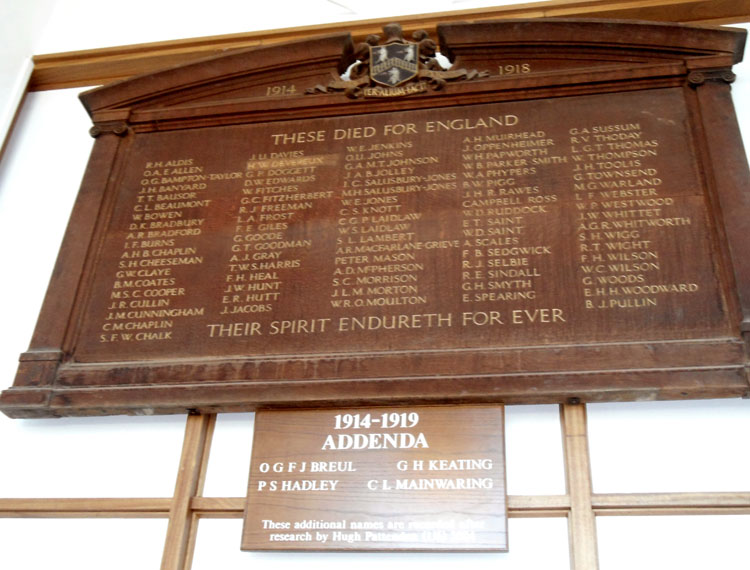 1914
1918
THESE DIED FOR ENGLAND
R.H. ALDIS
O.A.E ALLEN
O.G. BAMPTON-TAYLOR
J.H. BANYARD
T.T. BAUSOR
C.L. BEAUMONT
W. BOWEN
D.K. BRADBURY
A.R. BRADFORD
I.F. BURNS
A.H.B. CHAPLIN
S.H. CHEESEMAN
G.W. CLAYE
B.M. COATES
M.S.C. COOPER
J.R. CULLIN
J.M. CUNNINGHAM
C.M. CHAPLIN
S.F.W. CHALK
J.U. DAVIES
H.W. DEVEREUX
G.P. DOGGETT
D.W. EDWARDS
W. FITCHES
G.C. FITZHERBERT
R.J. FREEMAN
L.A. FROST
F.E. GILES
G. GOODE
G.T. GOODMAN
A.J. GRAY
T.W.S. HARRIS
F.H. HEAL
J.W. HUNT
E.R. HUTT
J. JACOBS
W.E. JENKINS
O.U. JOHNS
G.A.M.T. JOHNSON
J.A.B. JOLLEY
J.C. SALUSBURY-JONES
M.H. SALUSBURY-JONES
W.E. JONES
C.S. KNOTT
C.G.P. LAIDLAW
W.S. LAIDLAW
S.L. LAMBERT
A.R. MACFARLANE-GRIEVE
PETER MASON
A.D. McPHERSON
S.C. MORRISON
J.L.M. MORTON
W.R.O. MOULTON
A.H. MUIRHEAD
J. OPPENHEIMER
W.H. PAPWORTH
W.B. PARKER-SMITH
W.A PHYPERS
B.W. PIGG
J.H.R. RAWES
CAMPBELL ROSS
W.D. RUDDOCK
E.T. SAINT
W.D. SAINT
A. SCALES
F.B. SEDGWICK
R.J. SELBIE
R.E. SINDALL
G.H. SMYTH
E. SPEARING
G.A. SUSSUM
R.V. THODAY
L.G.T THOMAS
W. THOMPSON
J.H. TOOLIS
G. TOWNSEND
M.G. WARLAND
L.F. WEBSTER
W.P. WESTWOOD
J.W. WHITTET
A.G.R. WHITWORTH
S.H. WIGG
R.T. WIGHT
F.H. WILSON
W.C. WILSON
G. WOODS
E.H.H. WOODWARD
B.J. PULLIN
THEIR SPIRIT ENDURETH FOR EVER
1914-1919
ADDENDA
O G F J BREUL G H KEATING
P S HADLEY C L MAINWARING
These additional names are recorded after
research by Hugh Pattenden